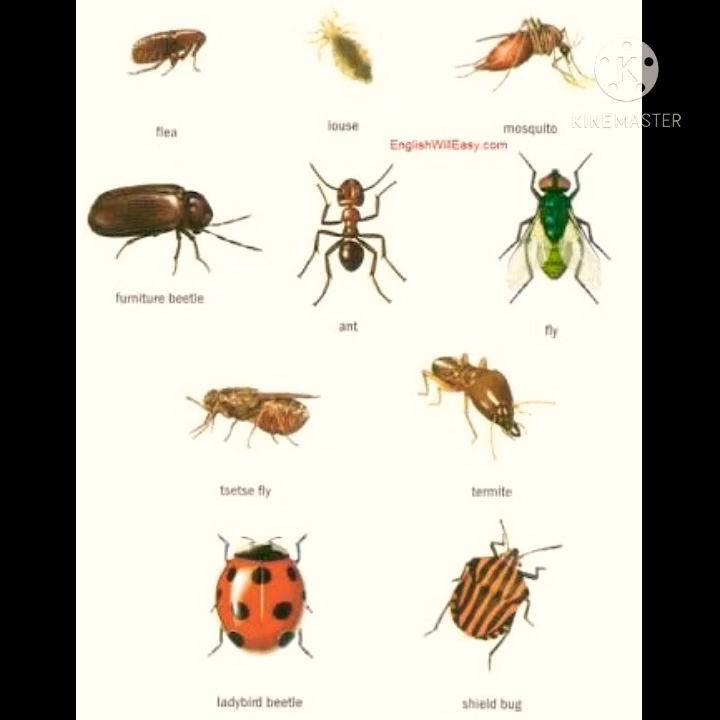 flea
louse
mosquito
KINEMASTER
EnglishWillEasy.com
furniture beetle
ant
fly
tsetse fly
termite
ladybird beetle
shield bug